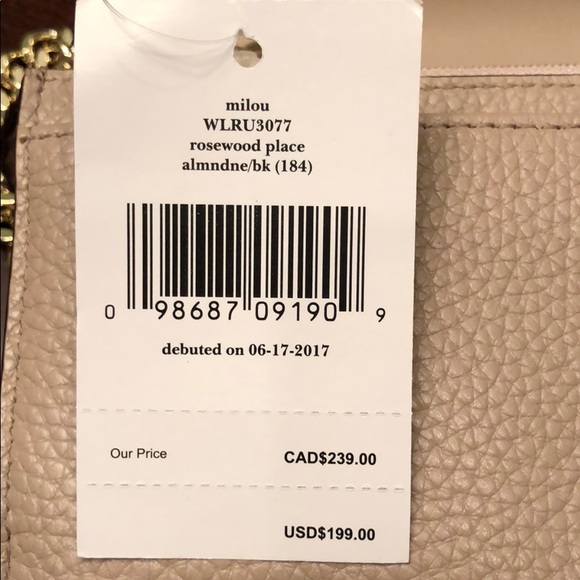 milou
WLRU3077
rosewood place
almndne/bk (184)
0 98687 09190 9
debuted on 06-17-2017
Our Price CAD$239.00
USD$199.00